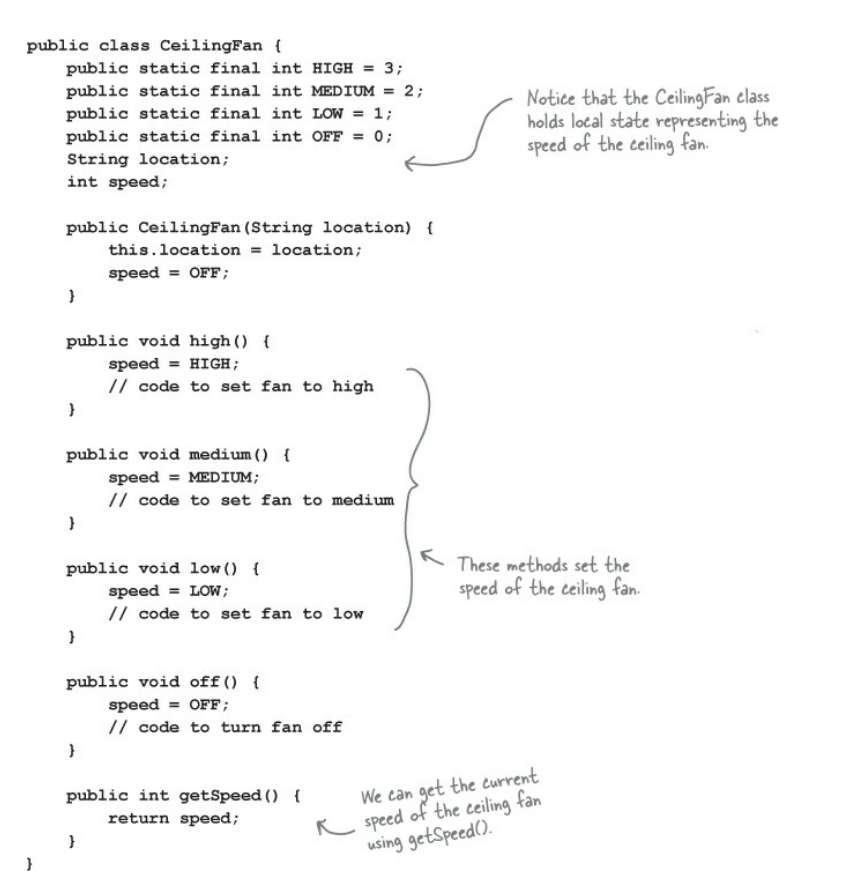 public class CeilingFan {
    public static final int HIGH = 3;
    public static final int MEDIUM = 2;
    public static final int LOW = 1;
    public static final int OFF = 0;
    String location;
    int speed;
Notice that the CeilingFan class
holds local state representing the
speed of the ceiling fan.
    public CeilingFan(String location) {
        this.location = location;
        speed = OFF;
    }
    public void high() {
        speed = HIGH;
        // code to set fan to high
    }
    public void medium() {
        speed = MEDIUM;
        // code to set fan to medium
    }
    public void low() {
        speed = LOW;
        // code to set fan to low
    }
These methods set the
speed of the ceiling fan.
    public void off() {
        speed = OFF;
        // code to turn fan off
    }
    public int getSpeed() {
        return speed;
    }
We can get the current
speed of the ceiling fan
using getSpeed().
}